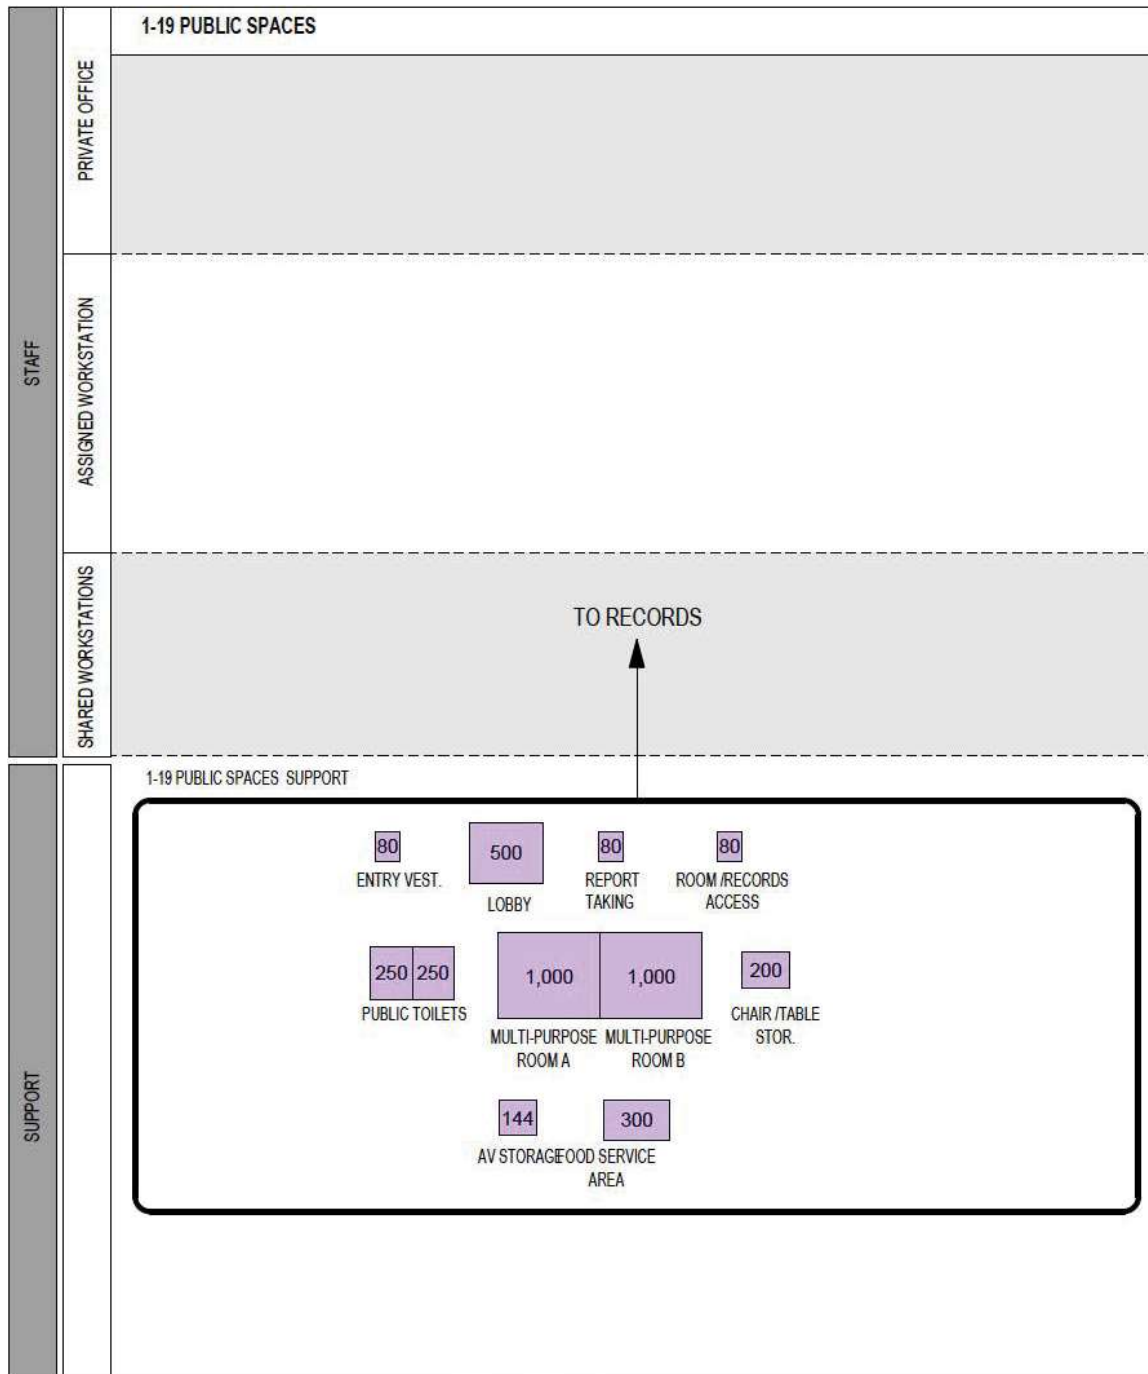 1-19 PUBLIC SPACES
STAFF
PRIVATE OFFICE
ASSIGNED WORKSTATION
SHARED WORKSTATIONS
TO RECORDS
SUPPORT
1-19 PUBLIC SPACES SUPPORT
80
ENTRY VEST.
500
LOBBY
80
REPORT
TAKING
80
ROOM /RECORDS
ACCESS
250 250
PUBLIC TOILETS
1,000
MULTI-PURPOSE
ROOM A
1,000
MULTI-PURPOSE
ROOM B
200
CHAIR /TABLE
STOR.
144
AV STORAGE
300
FOOD SERVICE
AREA